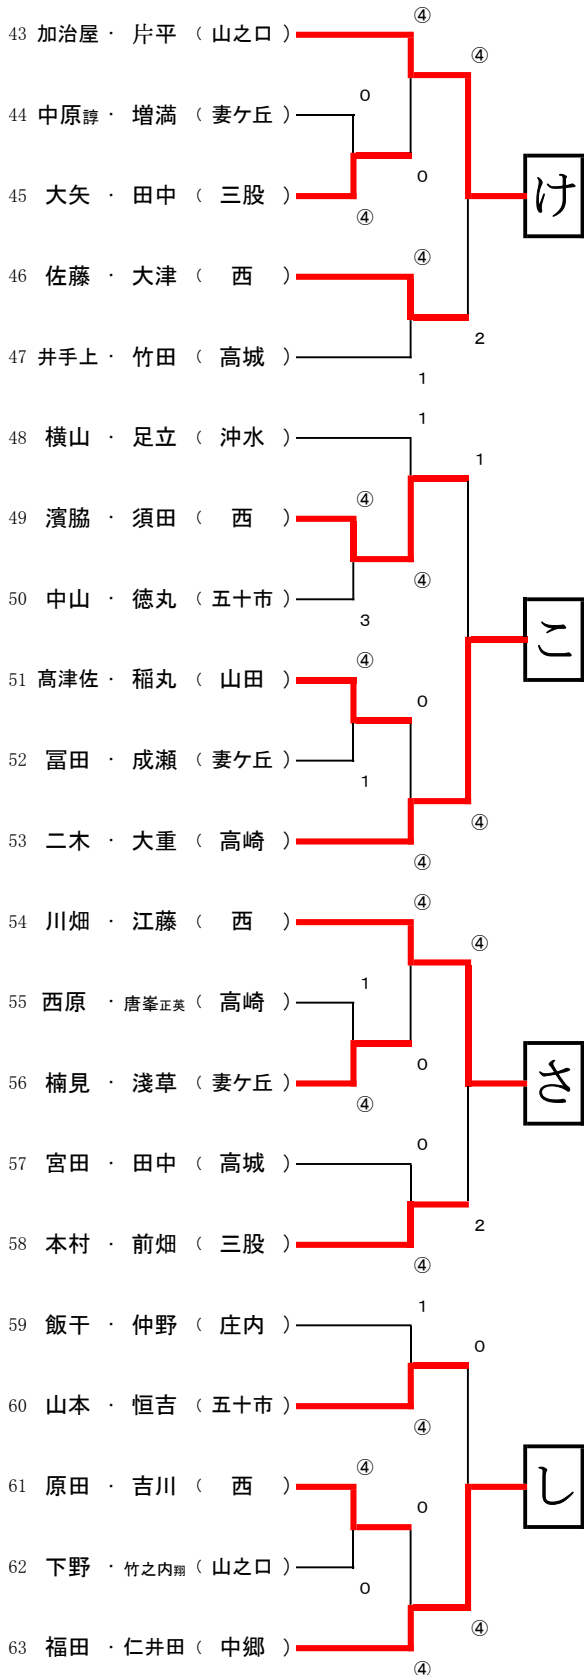 ④
43 加治屋 ・ 片平 ( 山之口 )
④
0
44 中原諄 ・ 増満 ( 妻ケ丘 )
0
け
45 大矢 ・ 田中 ( 三股 )
④
④
46 佐藤 ・ 大津 ( 西 )
2
47 井手上 ・ 竹田 ( 高城 )
1
1
48 横山 ・ 足立 ( 沖水 )
1
④
49 濱脇 ・ 須田 ( 西 )
④
50 中山 ・ 徳丸 ( 五十市 )
3
こ
④
51 髙津佐 ・ 稲丸 ( 山田 )
0
52 冨田 ・ 成瀬 ( 妻ケ丘 )
1
④
53 二木 ・ 大重 ( 高崎 )
④
④
54 川畑 ・ 江藤 ( 西 )
④
1
55 西原 ・ 唐峯正英 ( 高崎 )
0
さ
56 楠見 ・ 淺草 ( 妻ケ丘 )
④
0
57 宮田 ・ 田中 ( 高城 )
2
58 本村 ・ 前畑 ( 三股 )
④
1
59 飯干 ・ 仲野 ( 庄内 )
0
60 山本 ・ 恒吉 ( 五十市 )
④
④
61 原田 ・ 吉川 ( 西 )
し
0
62 下野 ・ 竹之内翔 ( 山之口 )
0
④
63 福田 ・ 仁井田 ( 中郷 )
④